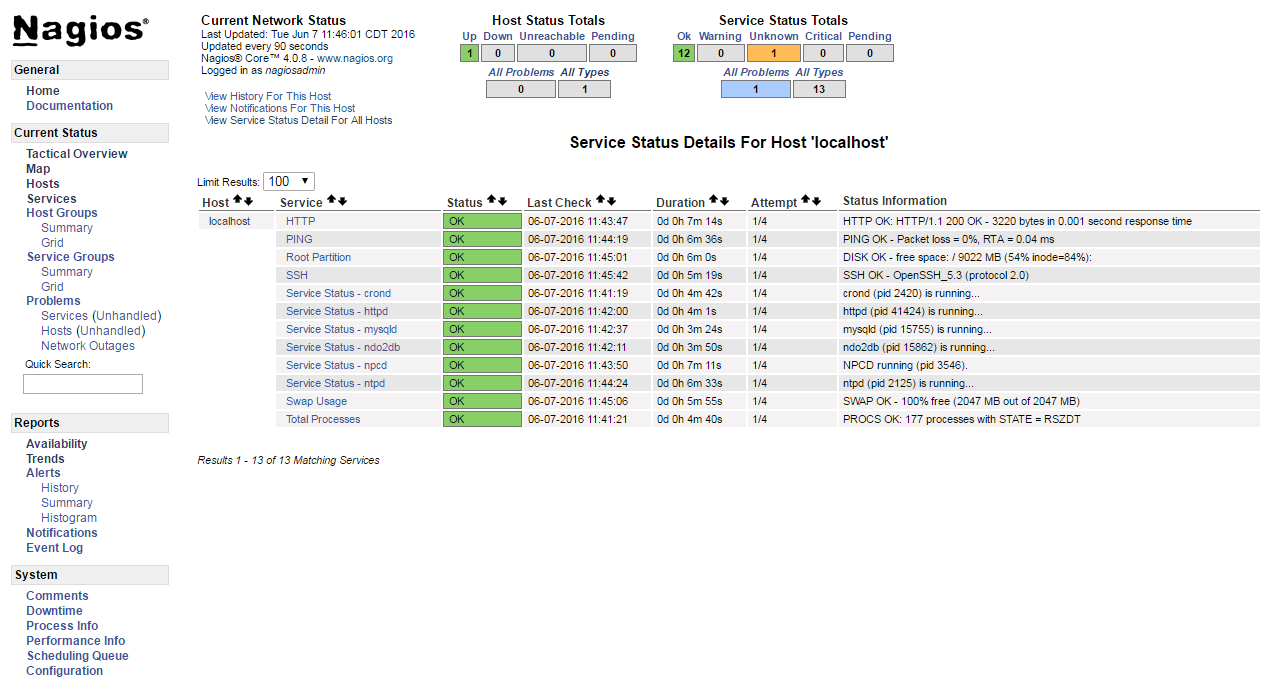 Nagios®
General
Home
Documentation
Current Status
Tactical Overview
Map
Hosts
Services
Host Groups
Summary
Grid
Service Groups
Summary
Grid
Problems
Services (Unhandled)
Hosts (Unhandled)
Network Outages
Quick Search:
Reports
Availability
Trends
Alerts
History
Summary
Histogram
Notifications
Event Log
System
Comments
Downtime
Process Info
Performance Info
Scheduling Queue
Configuration
Current Network Status
Last Updated: Tue Jun 7 11:46:01 CDT 2016
Updated every 90 seconds
Nagios® Core™ 4.0.8 - www.nagios.org
Logged in as nagiosadmin
View History For This Host
View Notifications For This Host
View Service Status Detail For All Hosts
Host Status Totals
Up Down Unreachable Pending
1 0 0 0
All Problems All Types
0 1
Service Status Totals
Ok Warning Unknown Critical Pending
12 0 1 0 0
All Problems All Types
1 13
Service Status Details For Host 'localhost'
Limit Results: 100
Host Service Status Last Check Duration Attempt Status Information
localhost HTTP OK 06-07-2016 11:43:47 0d 0h 7m 14s 1/4 HTTP OK: HTTP/1.1 200 OK - 3220 bytes in 0.001 second response time
PING OK 06-07-2016 11:44:19 0d 0h 6m 36s 1/4 PING OK - Packet loss = 0%, RTA = 0.04 ms
Root Partition OK 06-07-2016 11:45:01 0d 0h 6m 0s 1/4 DISK OK - free space: / 9022 MB (54% inode=84%):
SSH OK 06-07-2016 11:45:42 0d 0h 5m 19s 1/4 SSH OK - OpenSSH_5.3 (protocol 2.0)
Service Status - crond OK 06-07-2016 11:41:19 0d 0h 4m 42s 1/4 crond (pid 2420) is running...
Service Status - httpd OK 06-07-2016 11:42:00 0d 0h 4m 1s 1/4 httpd (pid 41424) is running...
Service Status - mysqld OK 06-07-2016 11:42:37 0d 0h 3m 24s 1/4 mysqld (pid 15755) is running...
Service Status - ndo2db OK 06-07-2016 11:42:11 0d 0h 3m 50s 1/4 ndo2db (pid 15862) is running...
Service Status - npcd OK 06-07-2016 11:43:50 0d 0h 7m 11s 1/4 NPCD running (pid 3546).
Service Status - ntpd OK 06-07-2016 11:44:24 0d 0h 6m 33s 1/4 ntpd (pid 2125) is running...
Swap Usage OK 06-07-2016 11:45:06 0d 0h 5m 55s 1/4 SWAP OK - 100% free (2047 MB out of 2047 MB)
Total Processes OK 06-07-2016 11:41:21 0d 0h 4m 40s 1/4 PROCS OK: 177 processes with STATE = RSZDT
Results 1 - 13 of 13 Matching Services